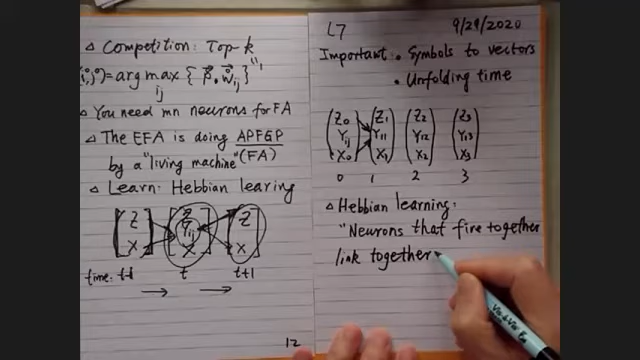 △ Competition: Top k
(i,j)=arg max {p⃗·w⃗ij}"1
ij
△ You need mn neurons for FA
△ The EFA is doing APFGP
by a "living machine" (FA)
△ Learn: Hebbian learing
Z Z Z
Yij
X X X
time: t-1 t t+1
→ →
12
L7 9/29/2020
Important: • Symbols to vectors
• Unfolding time
Z0 Z1 Z2 Z3
Yij Y11 Y12 Y13
X0 X1 X2 X3
0 1 2 3
△ Hebbian learning:
"Neurons that fire together
link together